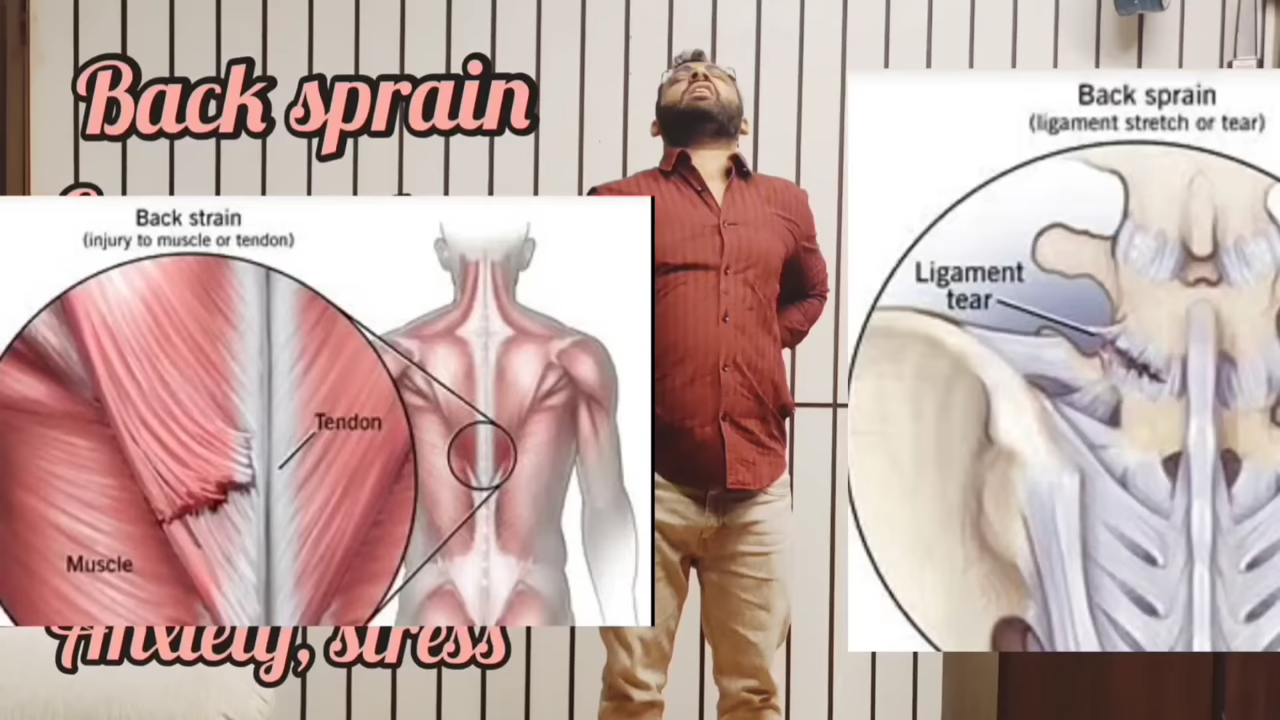 Back sprain
Back strain
(injury to muscle or tendon)
Tendon
Muscle
Anxiety, stress
Back sprain
(ligament stretch or tear)
Ligament
tear